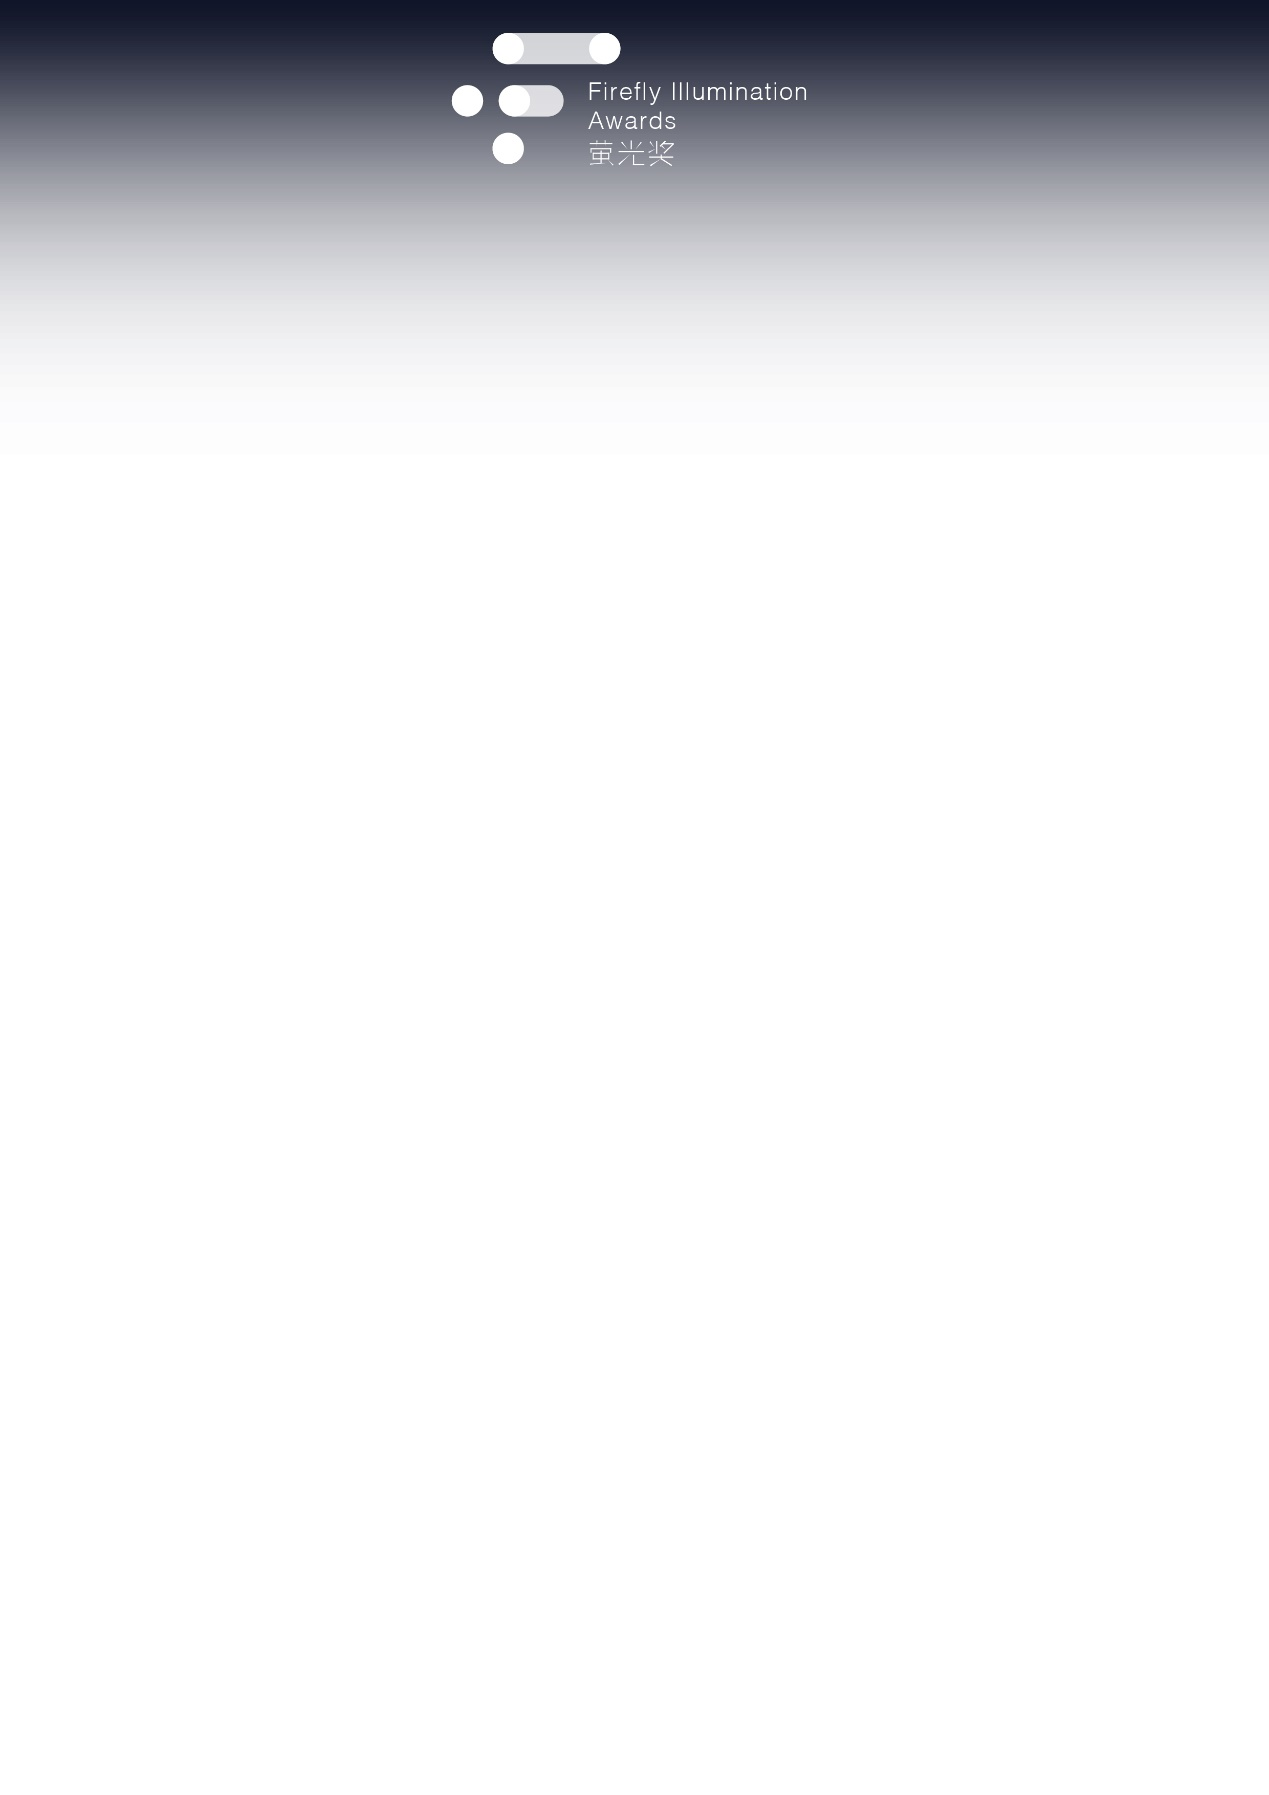 Firefly Illumination
Awards
萤光奖